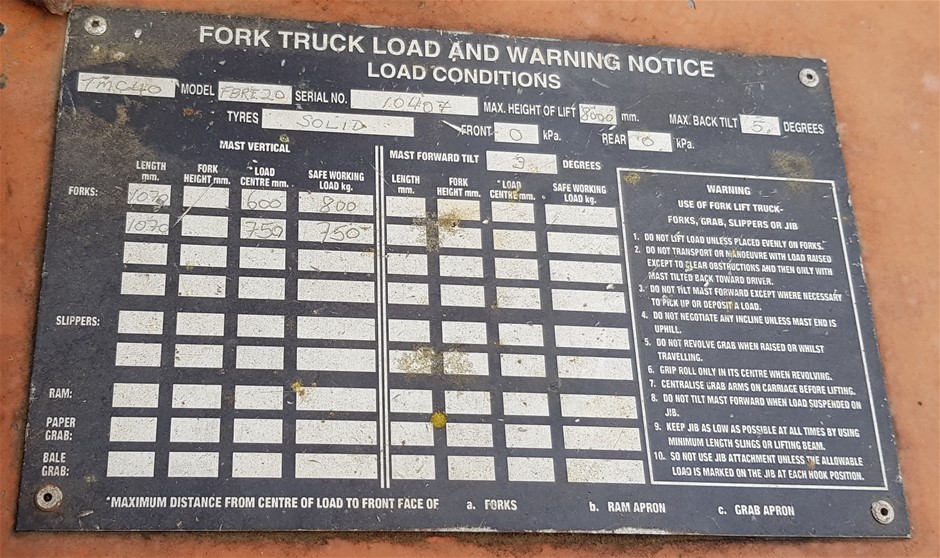 FORK TRUCK LOAD AND WARNING NOTICE
LOAD CONDITIONS
TMC40 MODEL FBRE20 SERIAL NO. 10407 MAX. HEIGHT OF LIFT 8000 mm. MAX. BACK TILT 5 DEGREES
TYRES SOLID FRONT 0 kPa. REAR 0 kPa.
MAST VERTICAL
MAST FORWARD TILT 3 DEGREES
LENGTH mm. FORK HEIGHT mm. *LOAD CENTRE mm. SAFE WORKING LOAD kg. LENGTH mm. FORK HEIGHT mm. *LOAD CENTRE mm. SAFE WORKING LOAD kg.
FORKS: 1070 600 800
1070 750 750
SLIPPERS:
RAM:
PAPER GRAB:
BALE GRAB:
WARNING
USE OF FORK LIFT TRUCK-
FORKS, GRAB, SLIPPERS OR JIB
1. DO NOT LIFT LOAD UNLESS PLACED EVENLY ON FORKS.
2. DO NOT TRANSPORT OR MANOEUVRE WITH LOAD RAISED
EXCEPT TO CLEAR OBSTRUCTIONS AND THEN ONLY WITH
MAST TILTED BACK TOWARD DRIVER.
3. DO NOT TILT MAST FORWARD EXCEPT WHERE NECESSARY
TO PICK UP OR DEPOSIT A LOAD.
4. DO NOT NEGOTIATE ANY INCLINE UNLESS MAST END IS
UPHILL.
5. DO NOT REVOLVE GRAB WHEN RAISED OR WHILST
TRAVELLING.
6. GRIP ROLL ONLY IN ITS CENTRE WHEN REVOLVING.
7. CENTRALISE GRAB ARMS ON CARRIAGE BEFORE LIFTING.
8. DO NOT TILT MAST FORWARD WHEN LOAD SUSPENDED ON
JIB.
9. KEEP JIB AS LOW AS POSSIBLE AT ALL TIMES BY USING
MINIMUM LENGTH SLINGS OR LIFTING BEAM.
10. SO NOT USE JIB ATTACHMENT UNLESS THE ALLOWABLE
LOAD IS MARKED ON THE JIB AT EACH HOOK POSITION.
*MAXIMUM DISTANCE FROM CENTRE OF LOAD TO FRONT FACE OF a. FORKS b. RAM APRON c. GRAB APRON